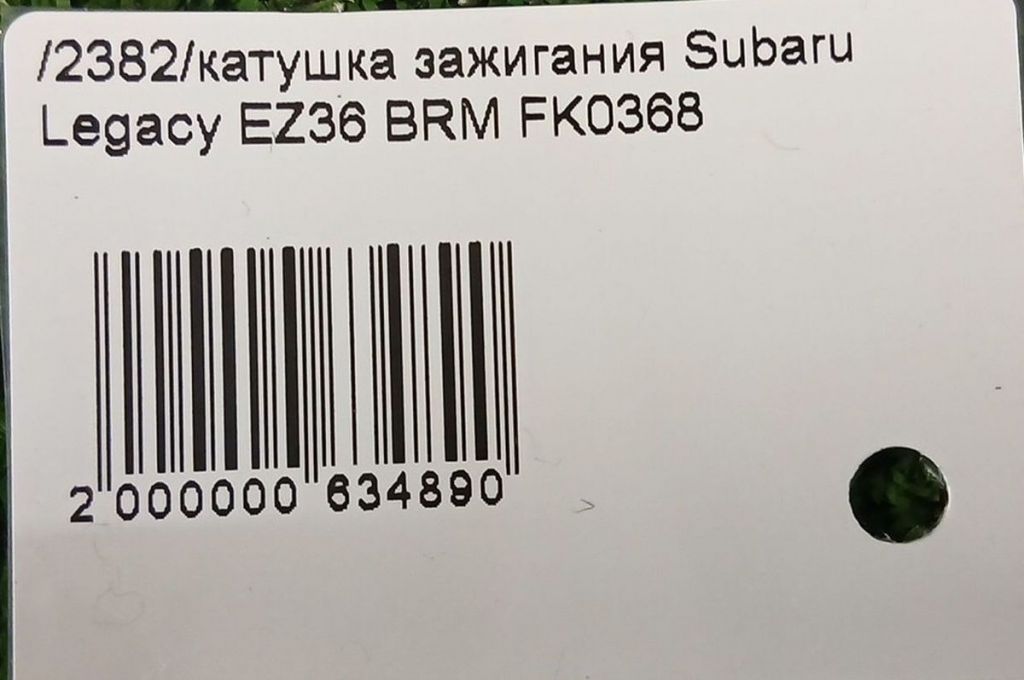 /2382/катушка зажигания Subaru
Legacy EZ36 BRM FK0368
2 000000 634890